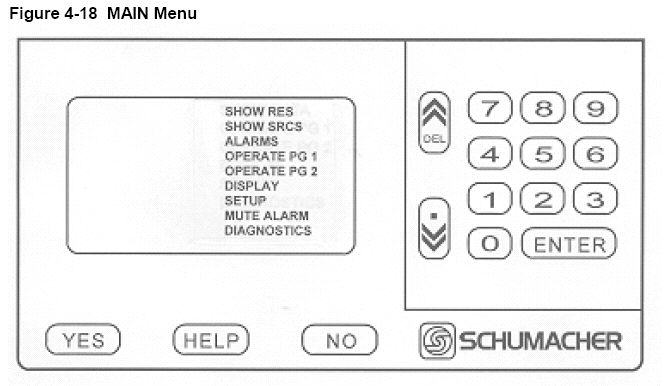 Figure 4-18 MAIN Menu
SHOW RES
SHOW SRCS
ALARMS
OPERATE PG 1
OPERATE PG 2
DISPLAY
SETUP
MUTE ALARM
DIAGNOSTICS
DEL
7 8 9
4 5 6
1 2 3
0 ENTER
YES HELP NO
SCHUMACHER